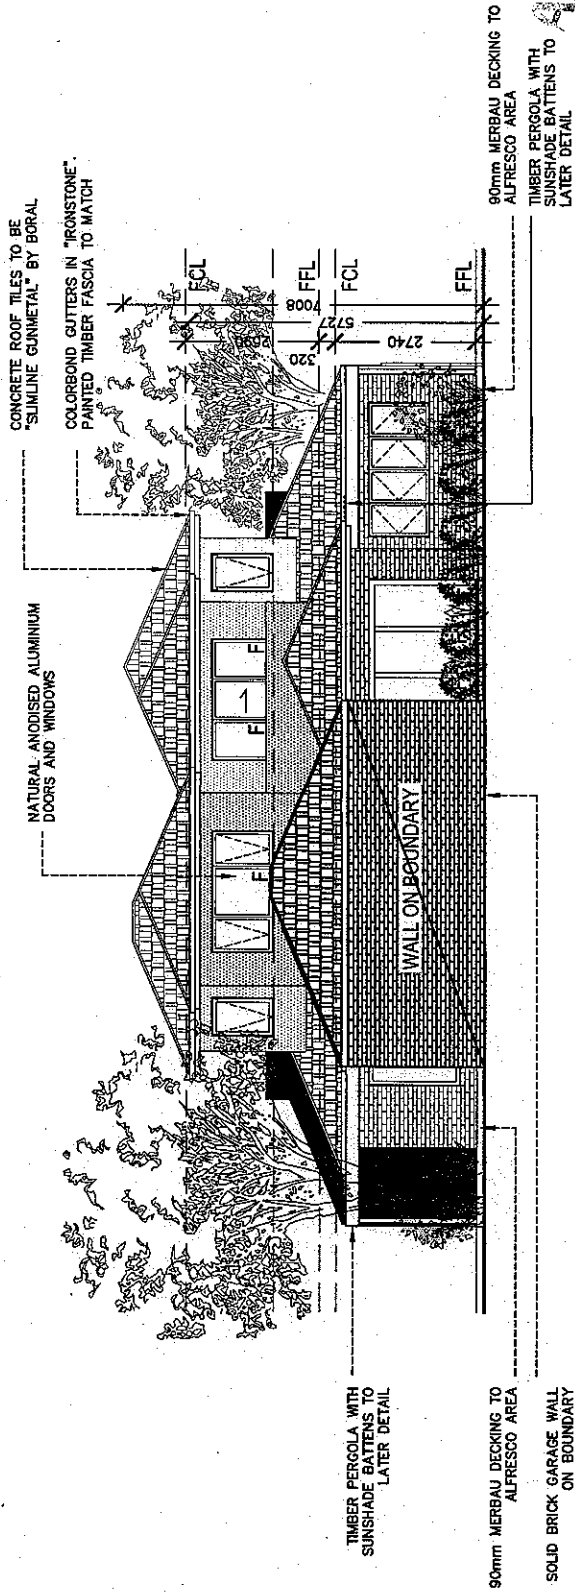 CONCRETE ROOF TILES TO BE
"SLIMLINE GUNMETAL" BY BORAL
COLORBOND GUTTERS IN "IRONSTONE".
PAINTED TIMBER FASCIA TO MATCH
NATURAL ANODISED ALUMINIUM
DOORS AND WINDOWS
FCL
FFL
FCL
FFL
7008
5727
320
2740
F
1
F
F
WALL ON BOUNDARY
TIMBER PERGOLA WITH
SUNSHADE BATTENS TO
LATER DETAIL
90mm MERBAU DECKING TO
ALFRESCO AREA
SOLID BRICK GARAGE WALL
ON BOUNDARY
90mm MERBAU DECKING TO
ALFRESCO AREA
TIMBER PERGOLA WITH
SUNSHADE BATTENS TO
LATER DETAIL